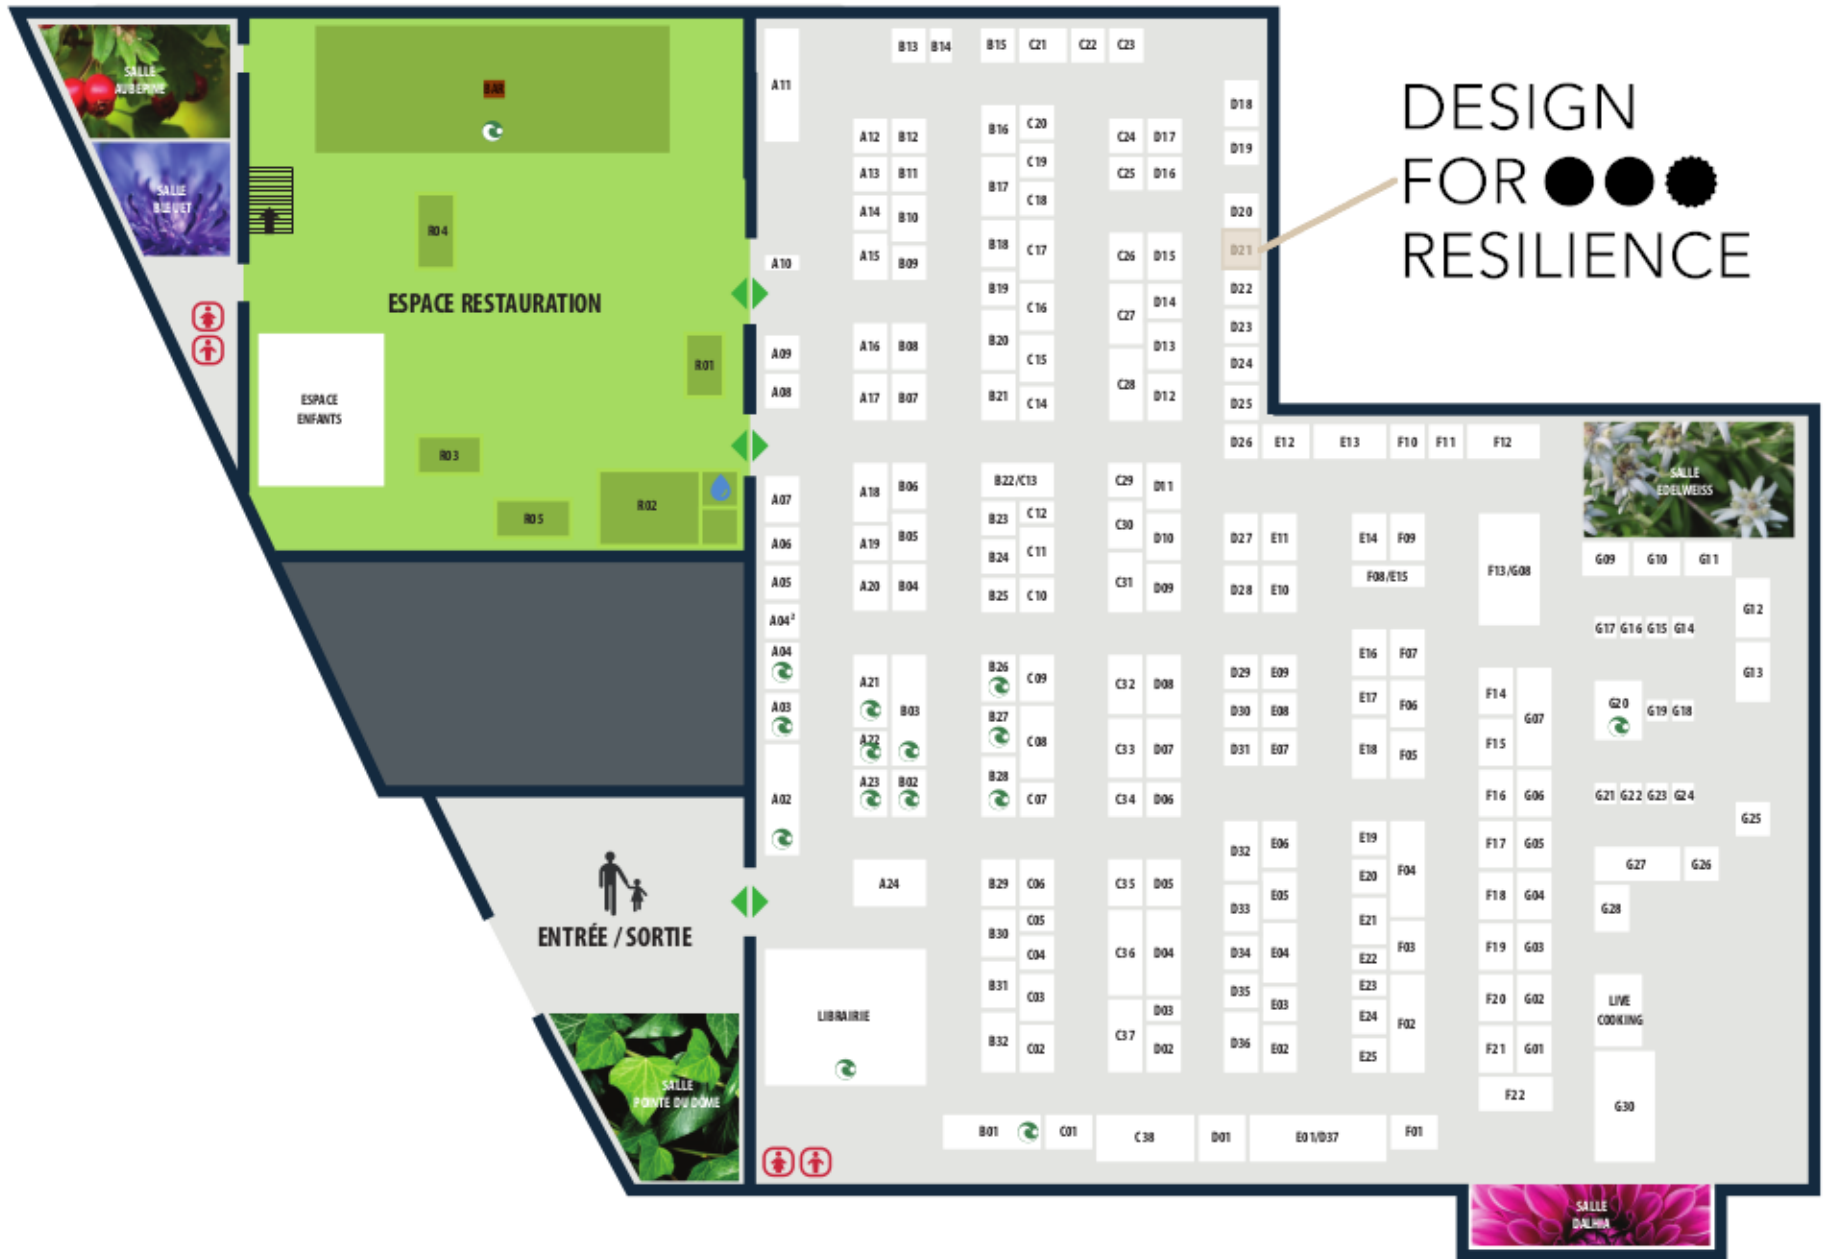 SALLE
AUBÉPINE
SALLE
BLEUET
BAR
R04
ESPACE RESTAURATION
R01
ESPACE
ENFANTS
R03
R05
R02
ENTRÉE / SORTIE
SALLE
POINTE DU DÔME
LIBRAIRIE
A11
A10
A09
A08
A07
A06
A05
A04²
A04
A03
A02
B13 B14
A12 B12
A13 B11
A14 B10
A15 B09
A16 B08
A17 B07
A18 B06
A19 B05
A20 B04
A21 B03
A22
A23 B02
A24
B15 C21 C22 C23
B16 C20
C19
B17 C18
B18 C17
B19 C16
B20 C15
B21 C14
B22/C13
B23 C12
B24 C11
B25 C10
B26 C09
B27 C08
B28 C07
B29 C06
C05
B30 C04
B31 C03
B32 C02
C24 D17
C25 D16
C26 D15
C27 D14
D13
C28 D12
C29 D11
C30 D10
C31 D09
C32 D08
C33 D07
C34 D06
C35 D05
C36 D04
D03
C37 D02
D18
D19
D20
D21
D22
D23
D24
D25
D26 E12 E13 F10 F11 F12
D27 E11
D28 E10
D29 E09
D30 E08
D31 E07
D32 E06
D33 E05
D34 E04
D35 E03
D36 E02
E14 F09
F08/E15
E16 F07
E17 F06
E18 F05
E19 F04
E20
E21 F03
E22
E23
E24 F02
E25
F13/G08
F14 G07
F15
F16 G06
F17 G05
F18 G04
F19 G03
F20 G02
F21 G01
F22
SALLE
EDELWEISS
G09 G10 G11
G12
G17 G16 G15 G14
G13
G20 G19 G18
G21 G22 G23 G24
G25
G27 G26
G28
LIVE
COOKING
G30
B01 C01 C38 D01 E01/D37 F01
SALLE
DALHIA
DESIGN
FOR
RESILIENCE